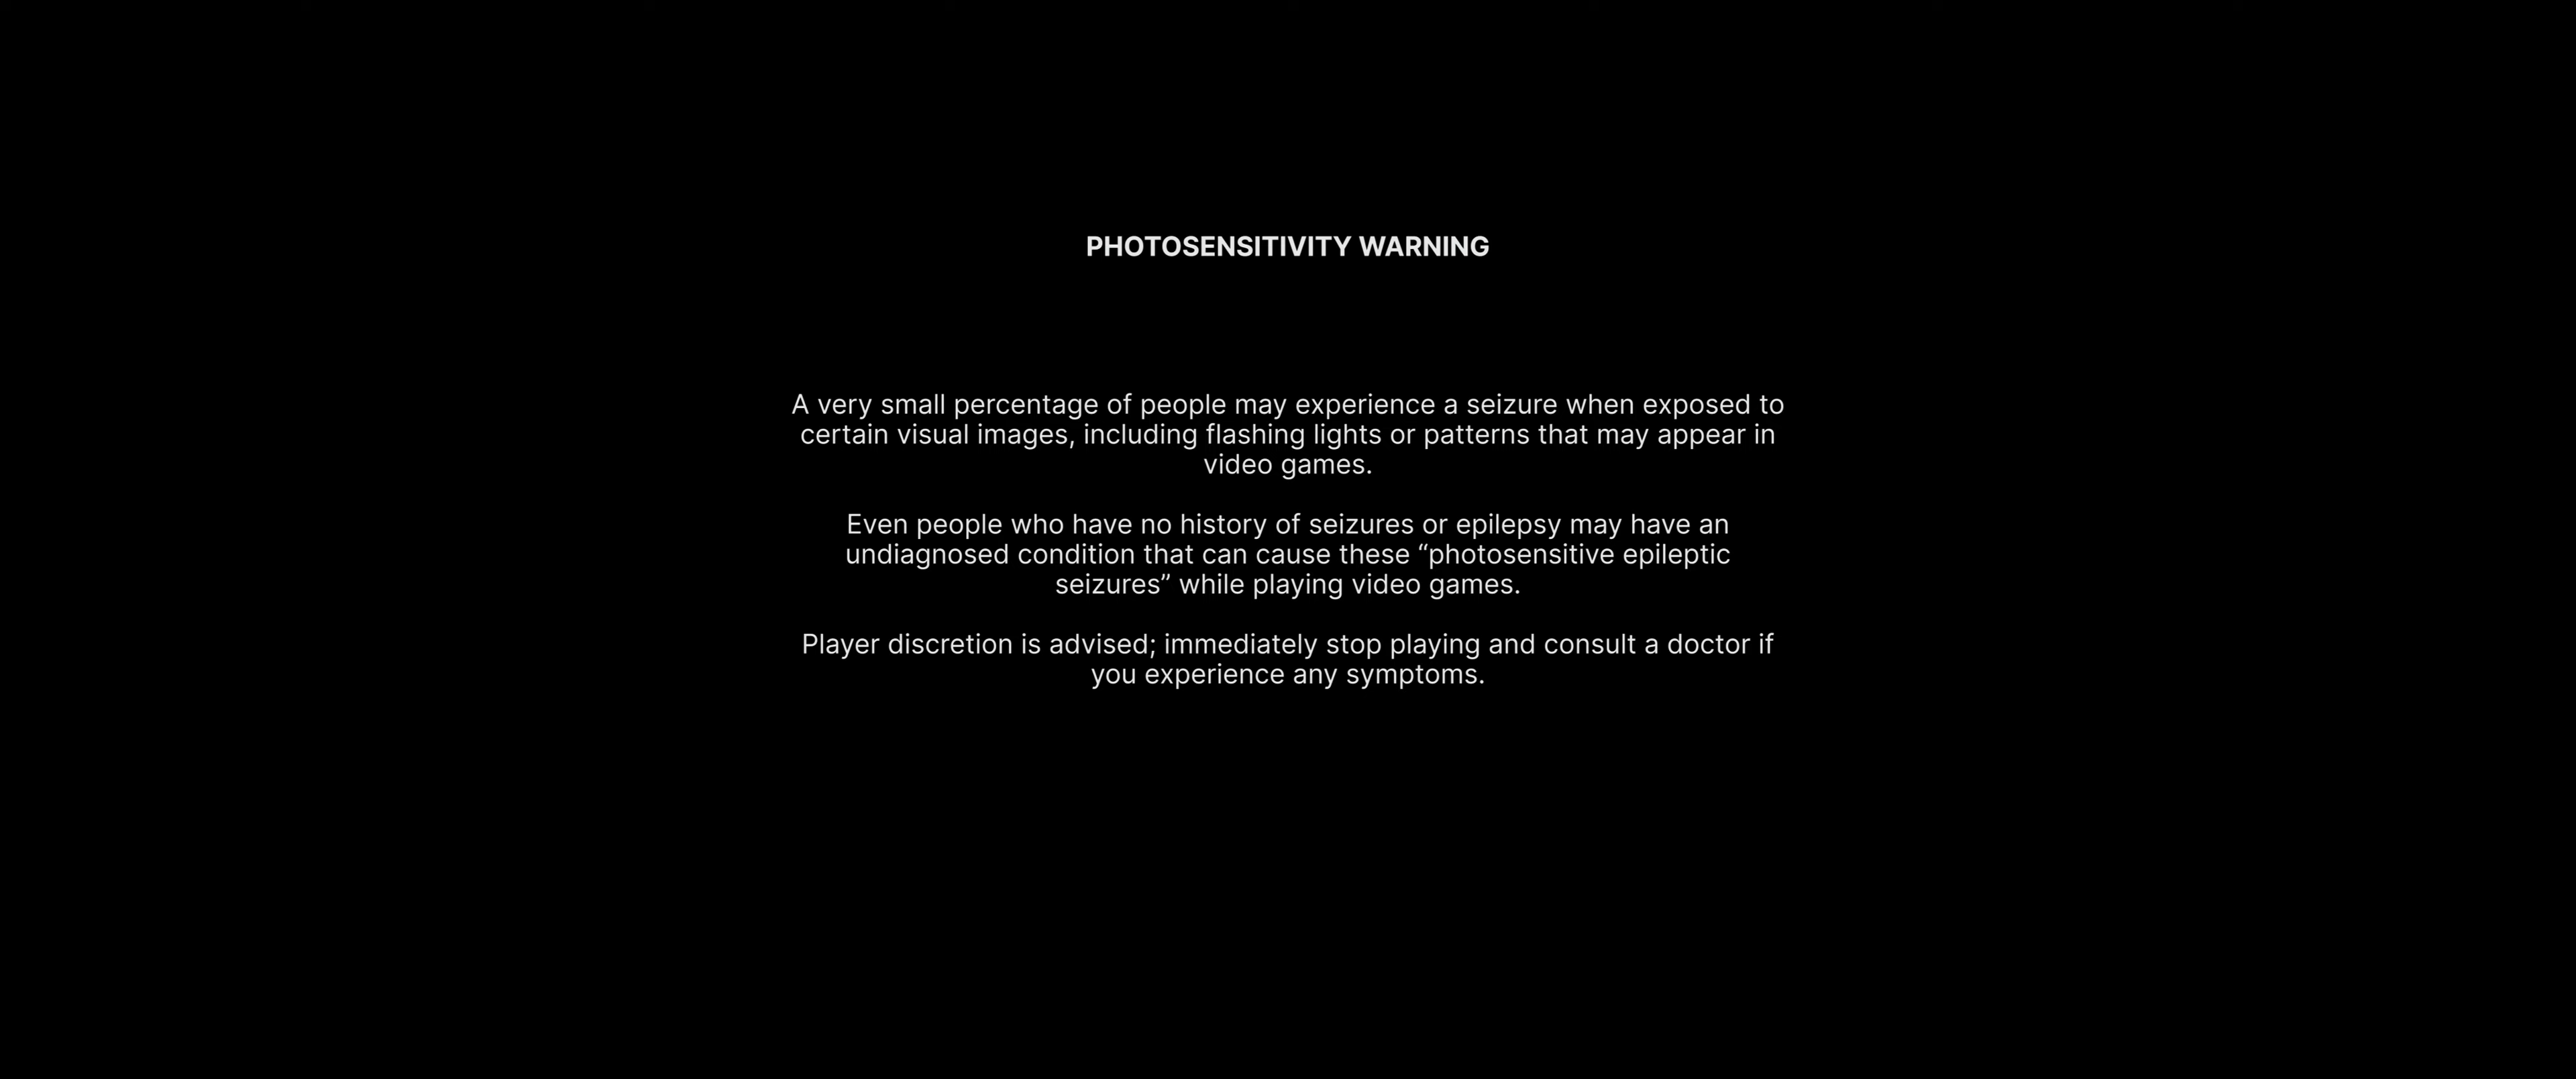 PHOTOSENSITIVITY WARNING
A very small percentage of people may experience a seizure when exposed to
certain visual images, including flashing lights or patterns that may appear in
video games.
Even people who have no history of seizures or epilepsy may have an
undiagnosed condition that can cause these “photosensitive epileptic
seizures” while playing video games.
Player discretion is advised; immediately stop playing and consult a doctor if
you experience any symptoms.